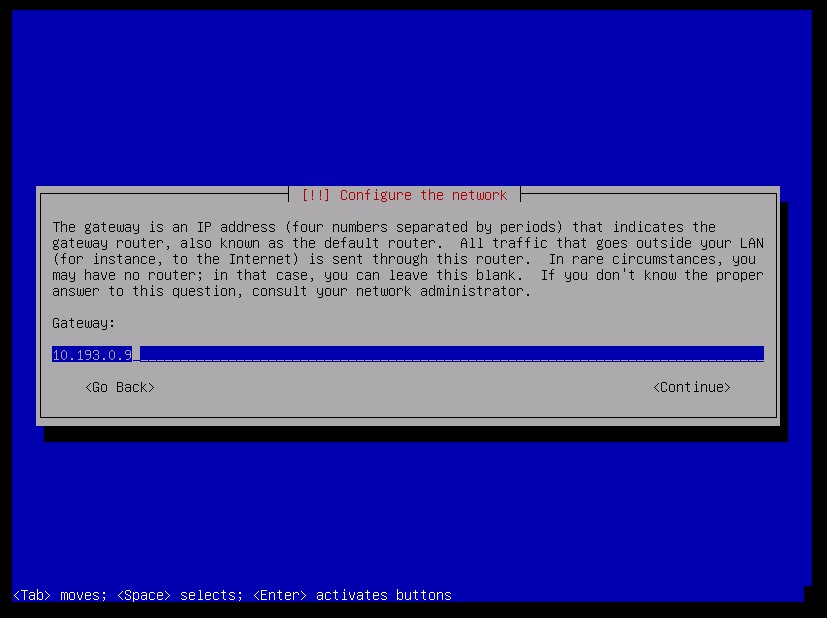 [!!] Configure the network
The gateway is an IP address (four numbers separated by periods) that indicates the
gateway router, also known as the default router.  All traffic that goes outside your LAN
(for instance, to the Internet) is sent through this router.  In rare circumstances, you
may have no router; in that case, you can leave this blank.  If you don't know the proper
answer to this question, consult your network administrator.
Gateway:
10.193.0.9
<Go Back> <Continue>
<Tab> moves; <Space> selects; <Enter> activates buttons